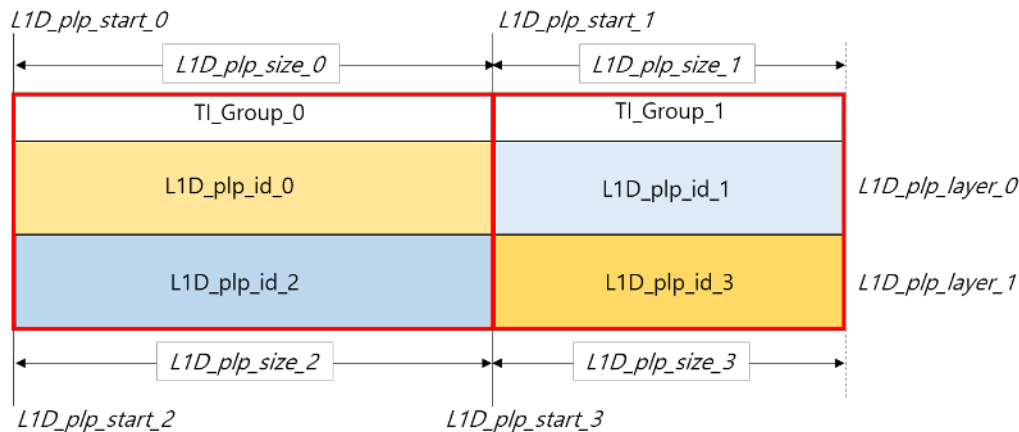 L1D_plp_start_0 L1D_plp_start_1
L1D_plp_size_0 L1D_plp_size_1
TI_Group_0 TI_Group_1
L1D_plp_id_0 L1D_plp_id_1 L1D_plp_layer_0
L1D_plp_id_2 L1D_plp_id_3 L1D_plp_layer_1
L1D_plp_size_2 L1D_plp_size_3
L1D_plp_start_2 L1D_plp_start_3